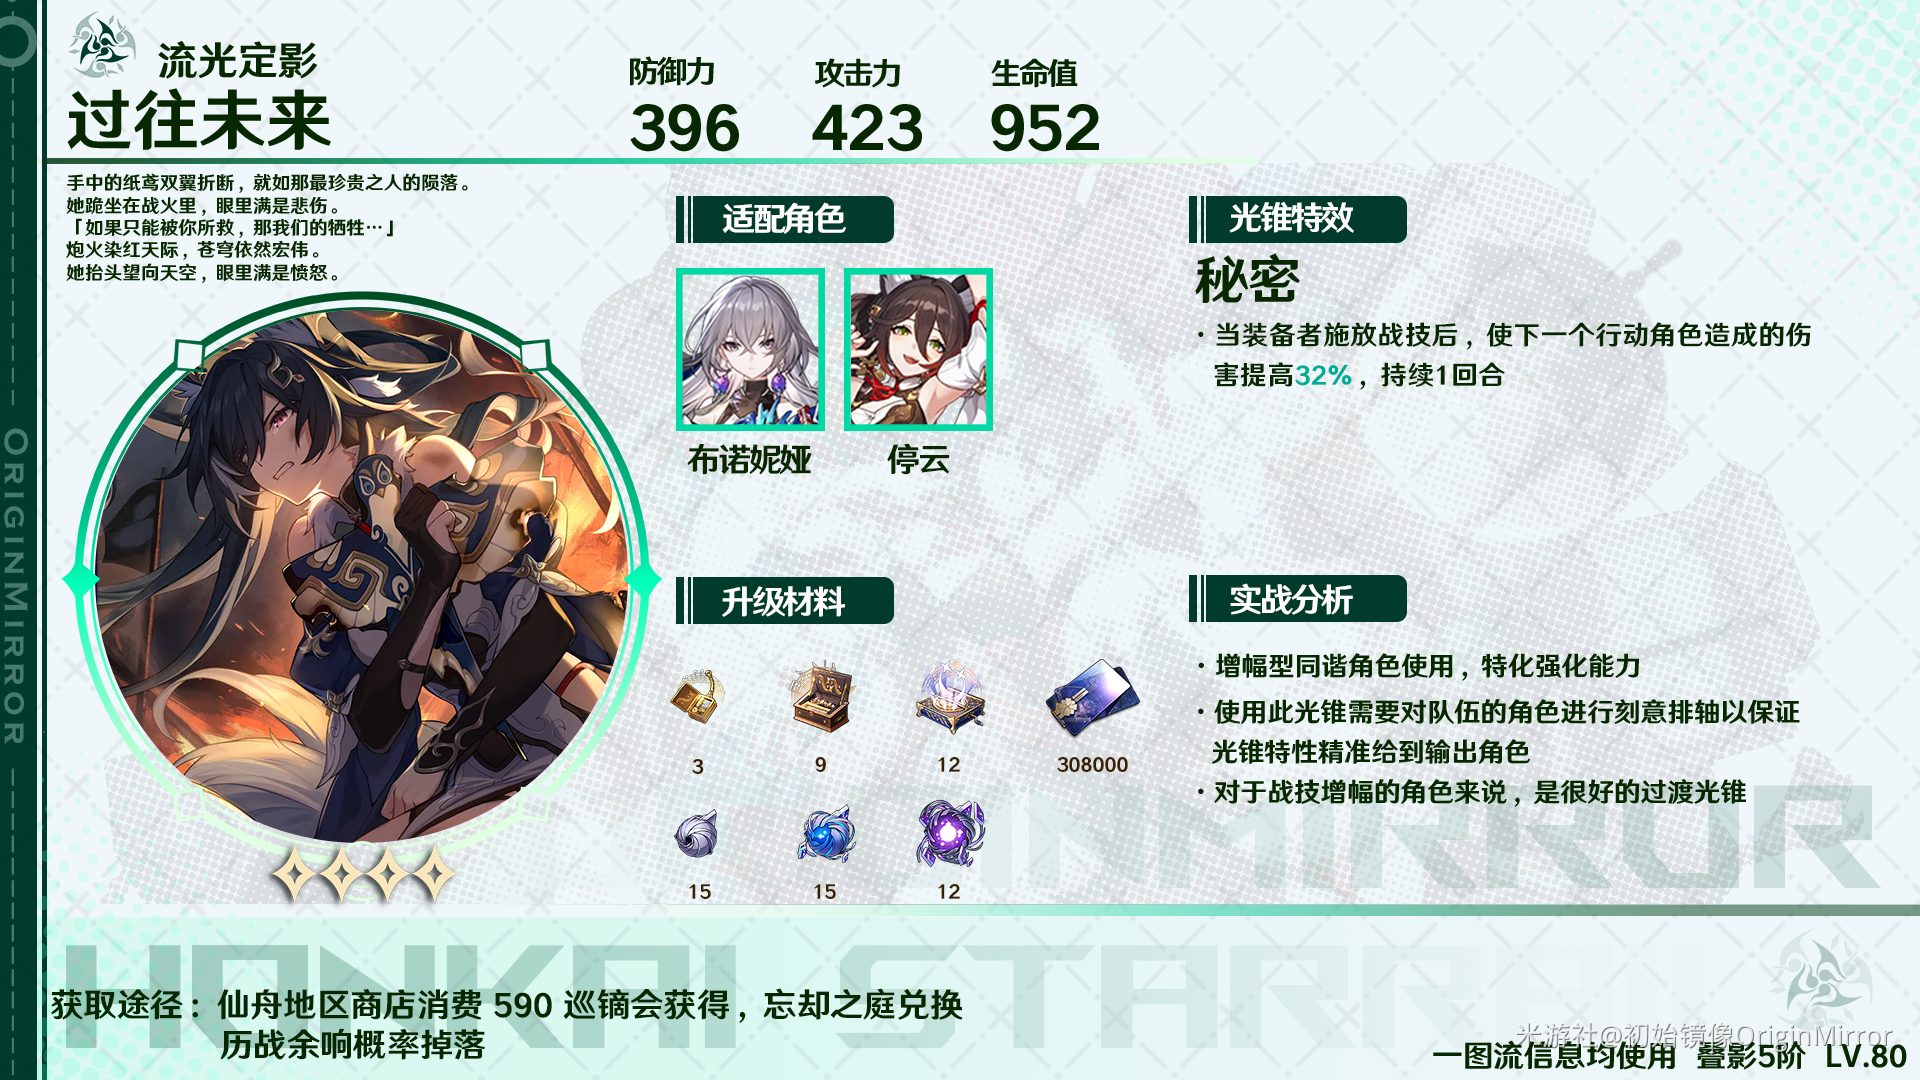 流光定影
过往未来
防御力 攻击力 生命值
396 423 952
手中的纸鸢双翼折断，就如那最珍贵之人的陨落。
她跪坐在战火里，眼里满是悲伤。
「如果只能被你所救，那我们的牺牲…」
炮火染红天际，苍穹依然宏伟。
她抬头望向天空，眼里满是愤怒。
适配角色
布诺妮娅 停云
光锥特效
秘密
· 当装备者施放战技后，使下一个行动角色造成的伤
害提高32%，持续1回合
升级材料
3 9 12 308000
15 15 12
实战分析
· 增幅型同谐角色使用，特化强化能力
· 使用此光锥需要对队伍的角色进行刻意排轴以保证
光锥特性精准给到输出角色
· 对于战技增幅的角色来说，是很好的过渡光锥
ORIGINMIRROR
NMIRROR
HONKAI STARRAIL
获取途径：仙舟地区商店消费 590 巡镝会获得，忘却之庭兑换
历战余响概率掉落
米游社@初始镜像OriginMirror
一图流信息均使用 叠影5阶 LV.80